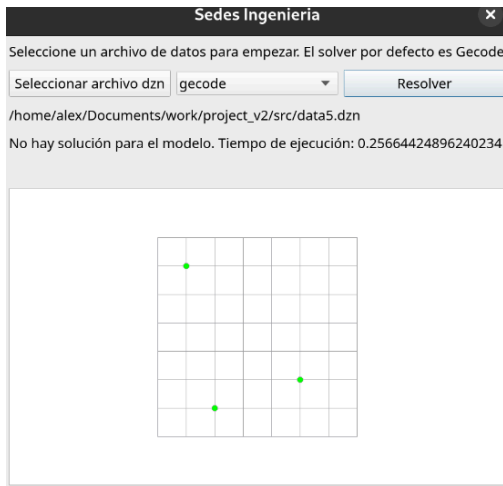 Sedes Ingenieria
Seleccione un archivo de datos para empezar. El solver por defecto es Gecode
Seleccionar archivo dzn gecode Resolver
/home/alex/Documents/work/project_v2/src/data5.dzn
No hay solución para el modelo. Tiempo de ejecución: 0.25664424896240234